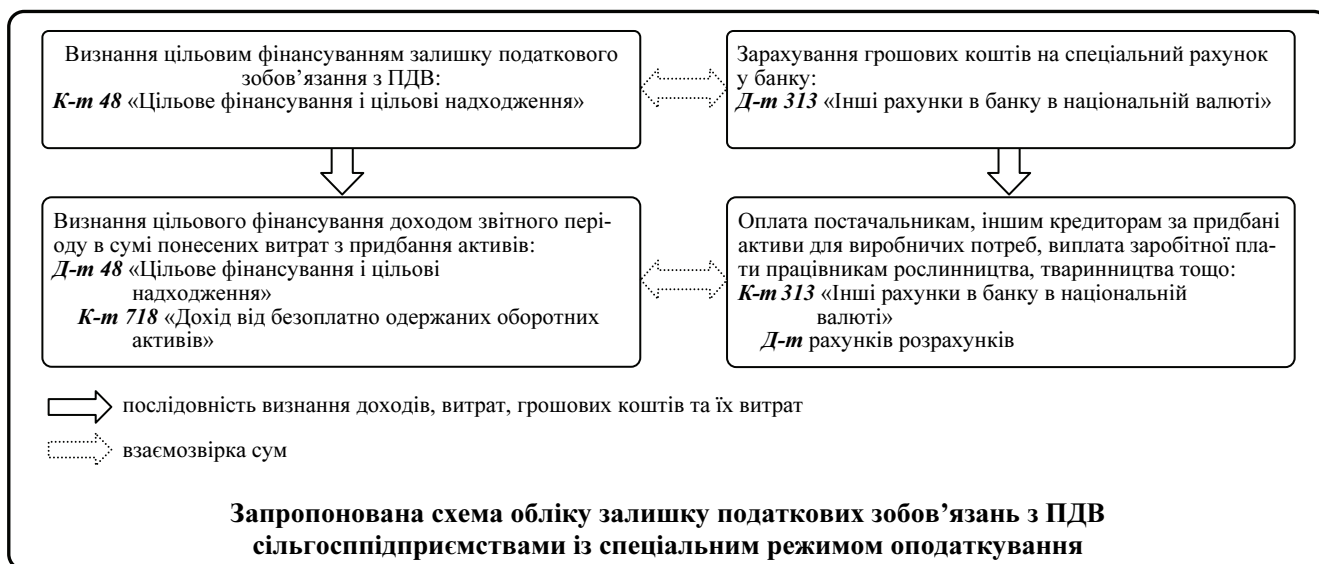 Визнання цільовим фінансуванням залишку податкового
зобов’язання з ПДВ:
К-т 48 «Цільове фінансування і цільові надходження»
Зарахування грошових коштів на спеціальний рахунок
у банку:
Д-т 313 «Інші рахунки в банку в національній валюті»
Визнання цільового фінансування доходом звітного пері-
оду в сумі понесених витрат з придбання активів:
Д-т 48 «Цільове фінансування і цільові
надходження»
К-т 718 «Дохід від безоплатно одержаних оборотних
активів»
Оплата постачальникам, іншим кредиторам за придбані
активи для виробничих потреб, виплата заробітної пла-
ти працівникам рослинництва, тваринництва тощо:
К-т 313 «Інші рахунки в банку в національній
валюті»
Д-т рахунків розрахунків
послідовність визнання доходів, витрат, грошових коштів та їх витрат
взаємозвірка сум
Запропонована схема обліку залишку податкових зобов’язань з ПДВ
сільгосппідприємствами із спеціальним режимом оподаткування